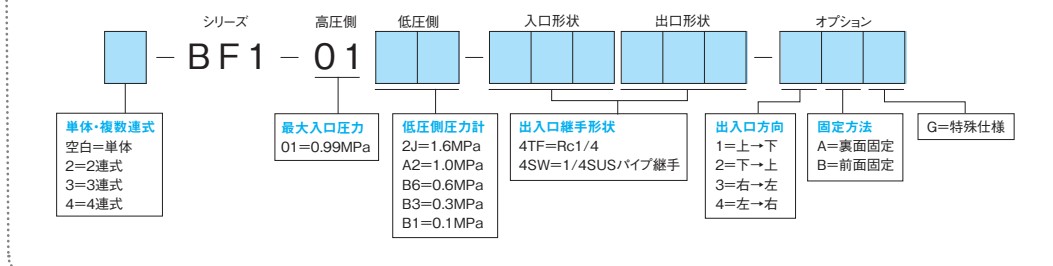 シリーズ 高圧側 低圧側 入口形状 出口形状 オプション
− BF1 − 01 − −
単体・複数連式
空白=単体
2=2連式
3=3連式
4=4連式
最大入口圧力
01=0.99MPa
低圧側圧力計
2J=1.6MPa
A2=1.0MPa
B6=0.6MPa
B3=0.3MPa
B1=0.1MPa
出入口継手形状
4TF=Rc1/4
4SW=1/4SUSパイプ継手
出入口方向
1=上→下
2=下→上
3=右→左
4=左→右
固定方法
A=裏面固定
B=前面固定
G=特殊仕様